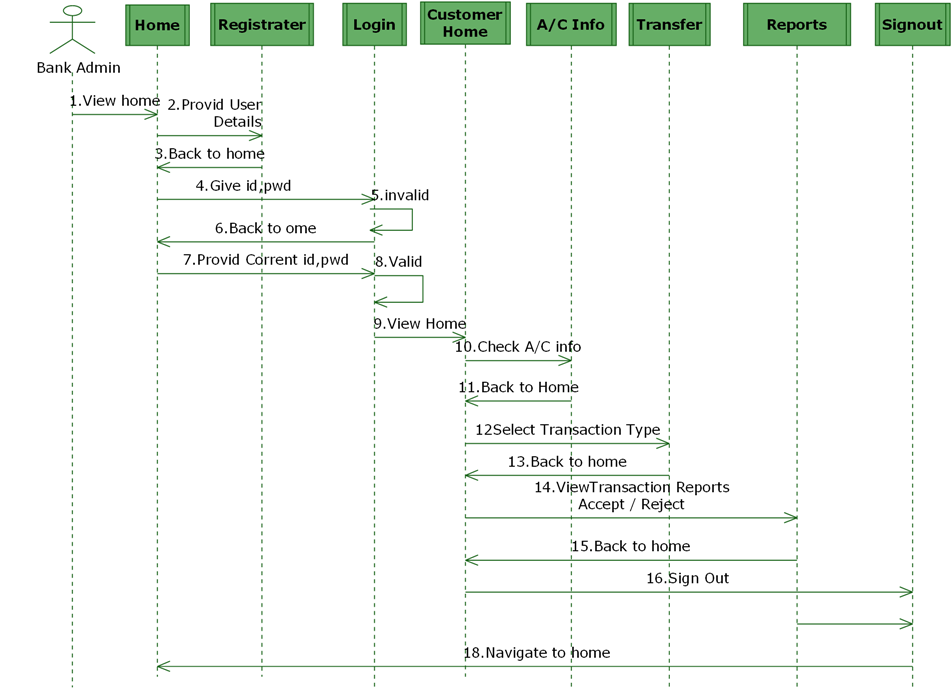 Home
Registrater
Login
Customer
Home
A/C Info
Transfer
Reports
Signout
Bank Admin
1.View home
2.Provid User
Details
3.Back to home
4.Give id,pwd
5.invalid
6.Back to ome
7.Provid Corrent id,pwd
8.Valid
9.View Home
10.Check A/C info
11.Back to Home
12Select Transaction Type
13.Back to home
14.ViewTransaction Reports
Accept / Reject
15.Back to home
16.Sign Out
18.Navigate to home